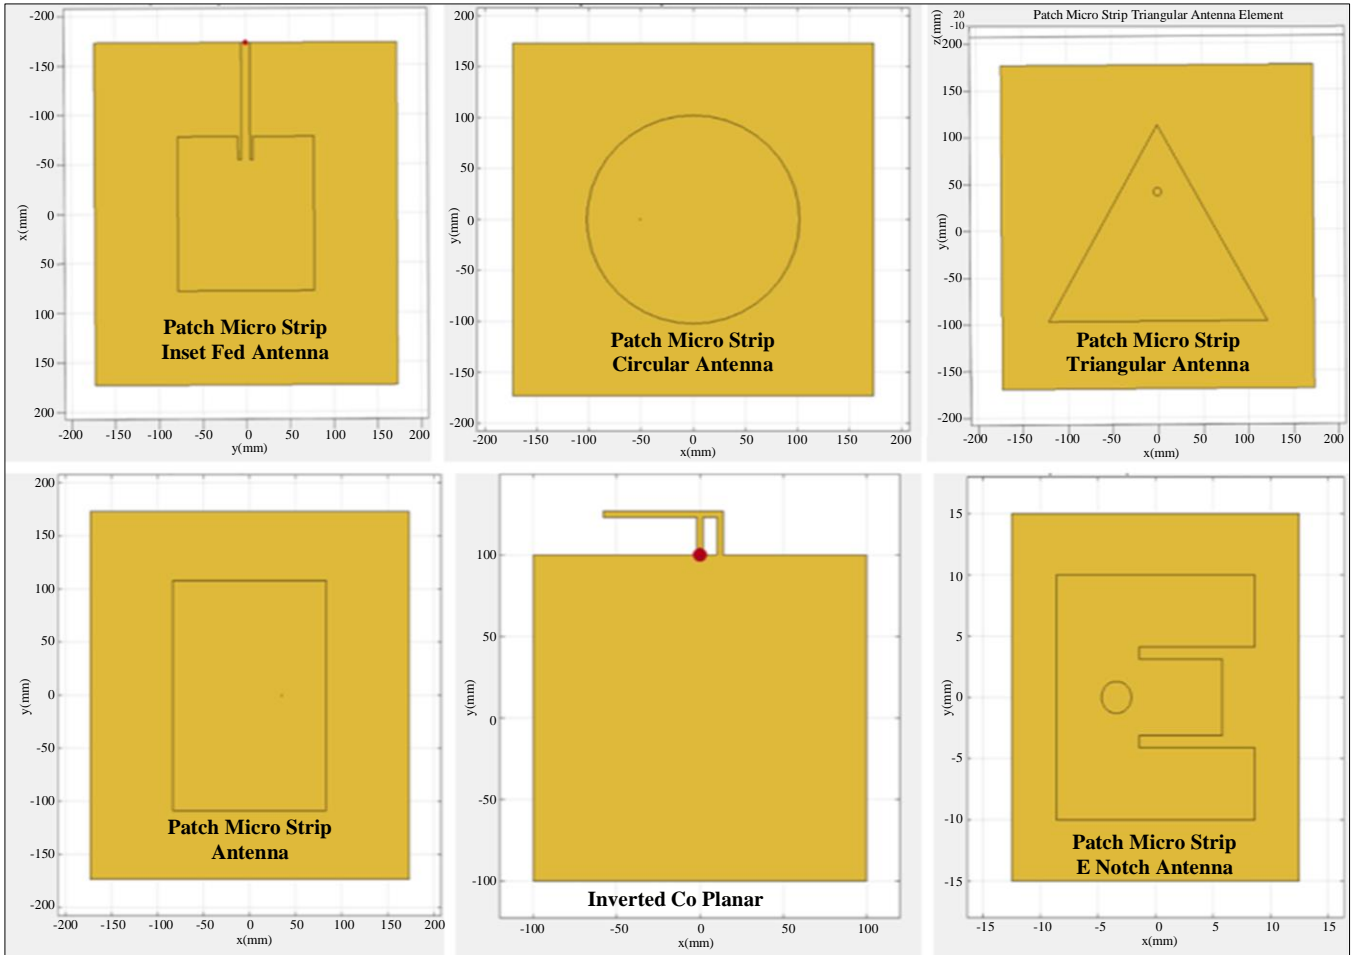 -200
-150
-100
-50
0
50
100
150
200
x(mm)
Patch Micro Strip
Inset Fed Antenna
-200 -150 -100 -50 0 50 100 150 200
y(mm)
200
150
100
50
0
-50
-100
-150
-200
y(mm)
Patch Micro Strip
Circular Antenna
-200 -150 -100 -50 0 50 100 150 200
x(mm)
Patch Micro Strip Triangular Antenna Element
z(mm)
20
-10
200
150
100
50
0
-50
-100
-150
-200
y(mm)
Patch Micro Strip
Triangular Antenna
-200 -150 -100 -50 0 50 100 150 200
x(mm)
200
150
100
50
0
-50
-100
-150
-200
y(mm)
Patch Micro Strip
Antenna
-200 -150 -100 -50 0 50 100 150 200
x(mm)
100
50
0
-50
-100
y(mm)
Inverted Co Planar
-100 -50 0 50 100
x(mm)
15
10
5
0
-5
-10
-15
y(mm)
Patch Micro Strip
E Notch Antenna
-15 -10 -5 0 5 10 15
x(mm)